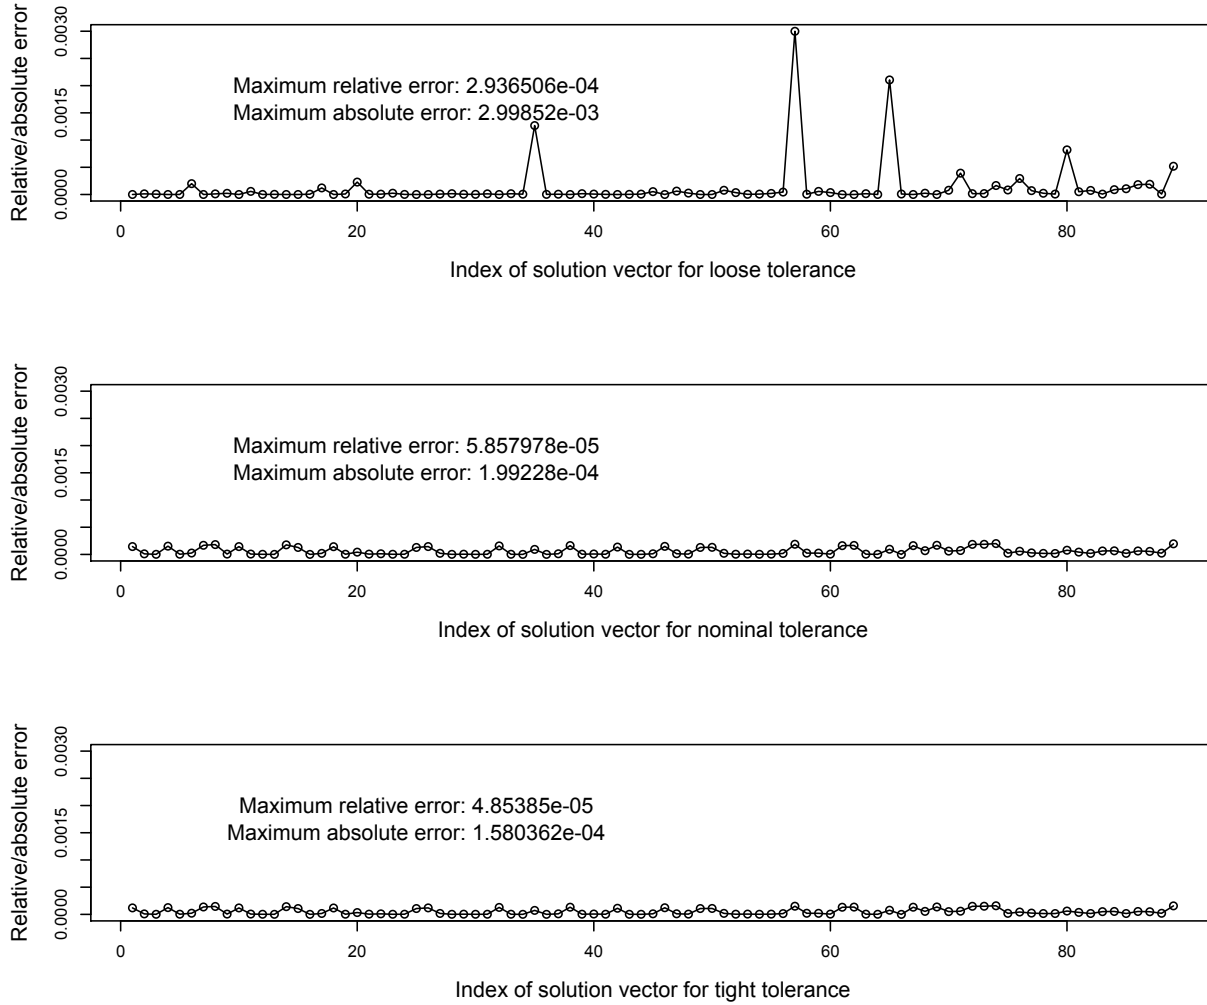 Relative/absolute error
0.0030
0.0015
0.0000
Maximum relative error: 2.936506e-04
Maximum absolute error: 2.99852e-03
0 20 40 60 80
Index of solution vector for loose tolerance
Relative/absolute error
0.0030
0.0015
0.0000
Maximum relative error: 5.857978e-05
Maximum absolute error: 1.99228e-04
0 20 40 60 80
Index of solution vector for nominal tolerance
Relative/absolute error
0.0030
0.0015
0.0000
Maximum relative error: 4.85385e-05
Maximum absolute error: 1.580362e-04
0 20 40 60 80
Index of solution vector for tight tolerance